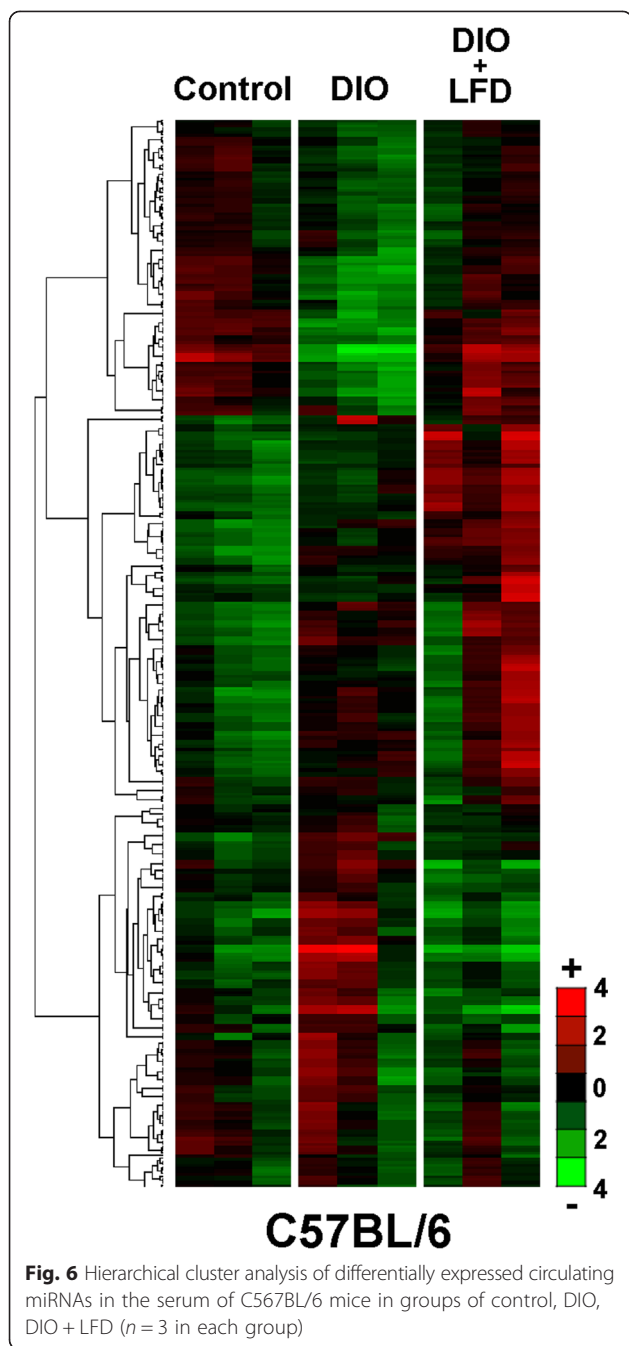 Control DIO DIO
+
LFD
+
4
2
0
2
4
-
C57BL/6
Fig. 6 Hierarchical cluster analysis of differentially expressed circulating
miRNAs in the serum of C567BL/6 mice in groups of control, DIO,
DIO + LFD (n = 3 in each group)